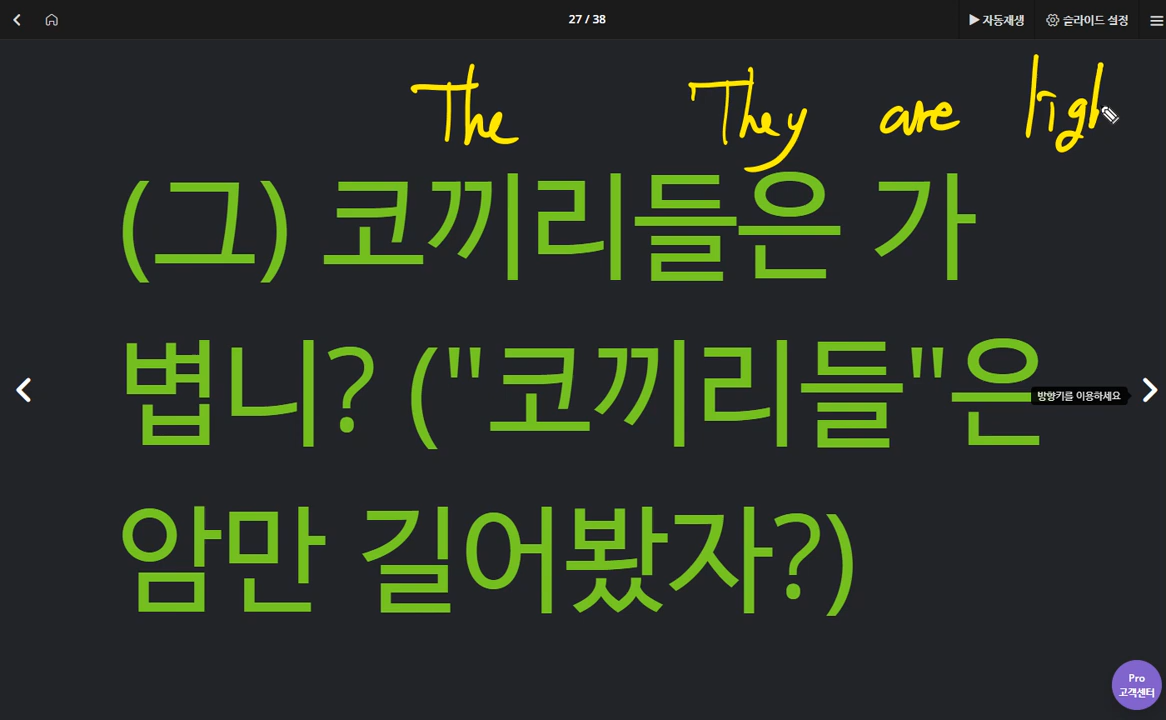 27 / 38
▶ 자동재생
슬라이드 설정
The They are ligh
(그) 코끼리들은 가
볍니? ("코끼리들"은
방향키를 이용하세요
암만 길어봤자?)
Pro
고객센터